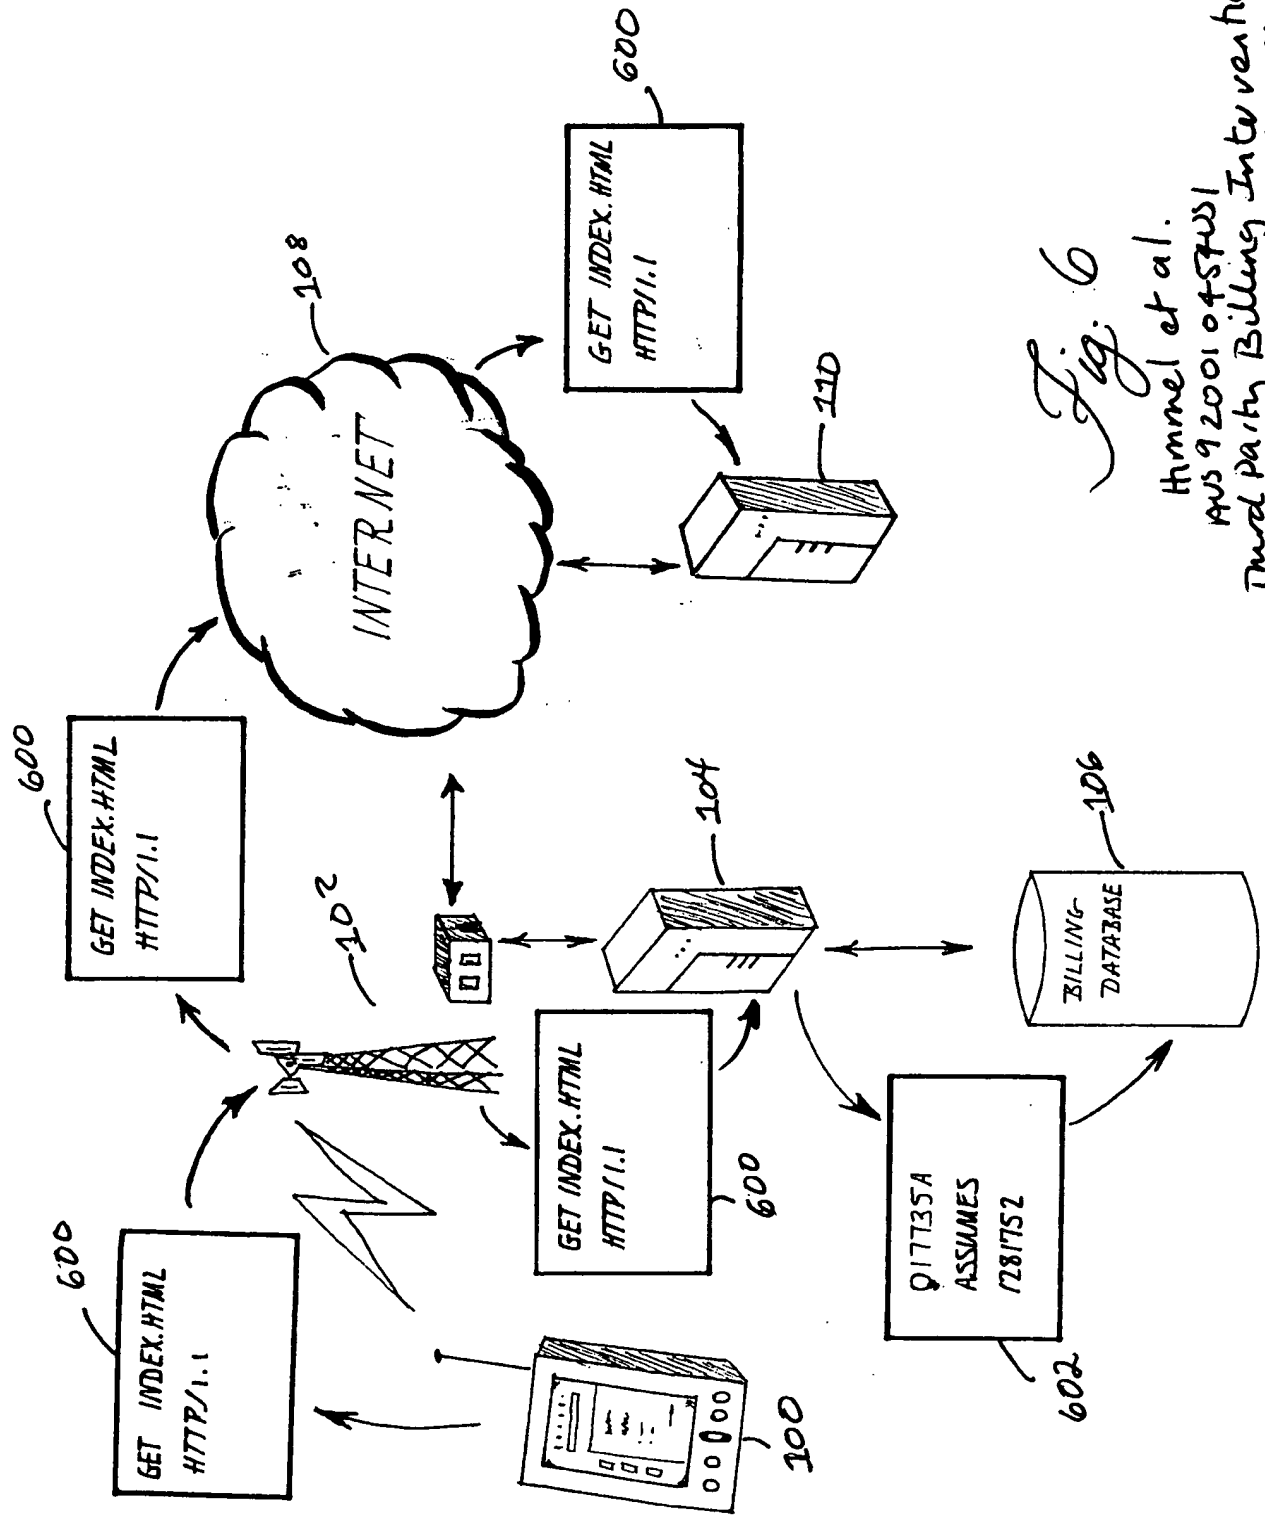 600
GET INDEX.HTML
HTTP/1.1
600
GET INDEX.HTML
HTTP/1.1
102
108
INTERNET
600
GET INDEX.HTML
HTTP/1.1
GET INDEX.HTML
HTTP/1.1
600
104
110
100
Q17735A
ASSUMES
1281752
602
BILLING
DATABASE
106
Fig. 6
Himmel et al.
AUS920010454US1
Third Party Billing